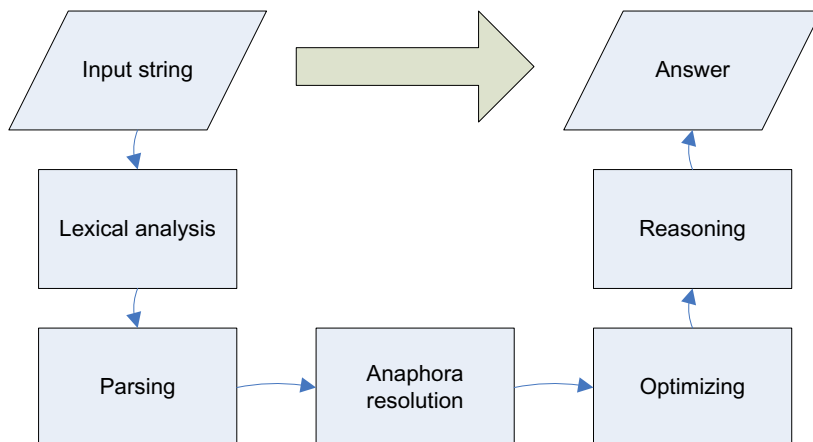 Input string
Answer
Lexical analysis
Reasoning
Parsing
Anaphora
resolution
Optimizing